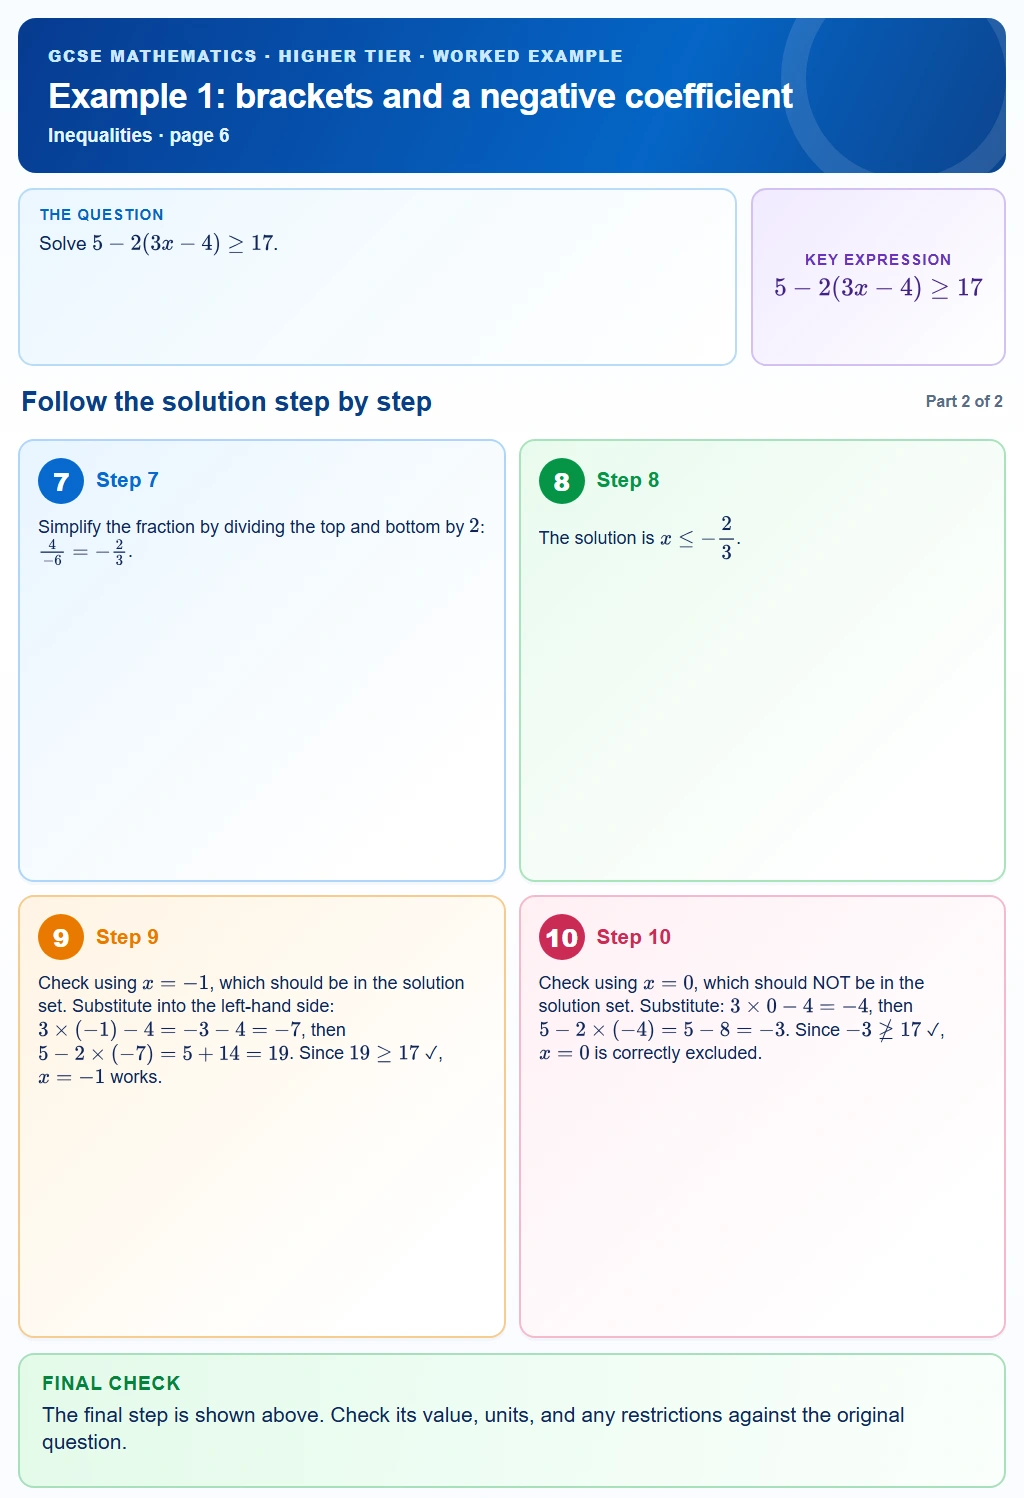 GCSE MATHEMATICS · HIGHER TIER · WORKED EXAMPLE
Example 1: brackets and a negative coefficient
Inequalities · page 6
THE QUESTION
Solve 5 − 2(3x − 4) ≥ 17.
KEY EXPRESSION
5 − 2(3x − 4) ≥ 17
Follow the solution step by step
Part 2 of 2
7 Step 7
Simplify the fraction by dividing the top and bottom by 2:
4/−6 = −2/3.
8 Step 8
The solution is x ≤ −2/3.
9 Step 9
Check using x = −1, which should be in the solution
set. Substitute into the left-hand side:
3 × (−1) − 4 = −3 − 4 = −7, then
5 − 2 × (−7) = 5 + 14 = 19. Since 19 ≥ 17 ✓,
x = −1 works.
10 Step 10
Check using x = 0, which should NOT be in the
solution set. Substitute: 3 × 0 − 4 = −4, then
5 − 2 × (−4) = 5 − 8 = −3. Since −3 ≱ 17 ✓,
x = 0 is correctly excluded.
FINAL CHECK
The final step is shown above. Check its value, units, and any restrictions against the original
question.